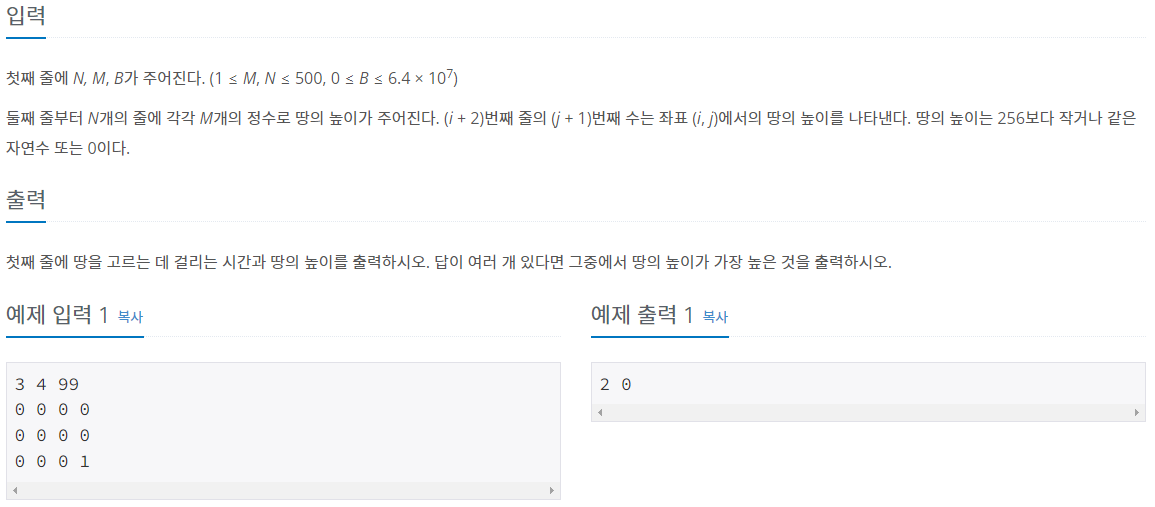 입력
첫째 줄에 N, M, B가 주어진다. (1 ≤ M, N ≤ 500, 0 ≤ B ≤ 6.4 × 10⁷)
둘째 줄부터 N개의 줄에 각각 M개의 정수로 땅의 높이가 주어진다. (i + 2)번째 줄의 (j + 1)번째 수는 좌표 (i, j)에서의 땅의 높이를 나타낸다. 땅의 높이는 256보다 작거나 같은
자연수 또는 0이다.
출력
첫째 줄에 땅을 고르는 데 걸리는 시간과 땅의 높이를 출력하시오. 답이 여러 개 있다면 그중에서 땅의 높이가 가장 높은 것을 출력하시오.
예제 입력 1 복사
3 4 99
0 0 0 0
0 0 0 0
0 0 0 1
예제 출력 1 복사
2 0